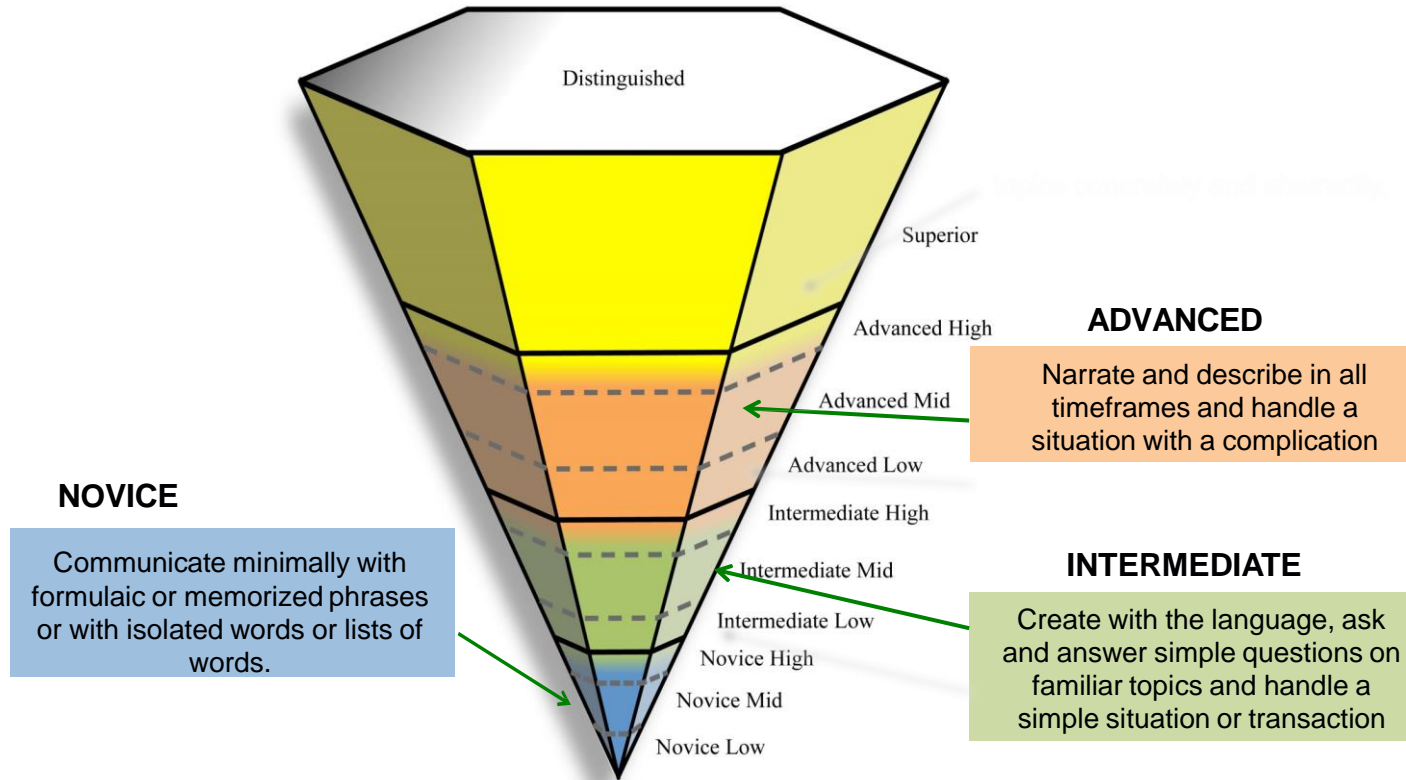 Distinguished
Superior
Advanced High
ADVANCED
Narrate and describe in all
timeframes and handle a
situation with a complication
Advanced Mid
Advanced Low
NOVICE
Communicate minimally with
formulaic or memorized phrases
or with isolated words or lists of
words.
Intermediate High
Intermediate Mid
INTERMEDIATE
Create with the language, ask
and answer simple questions on
familiar topics and handle a
simple situation or transaction
Intermediate Low
Novice High
Novice Mid
Novice Low